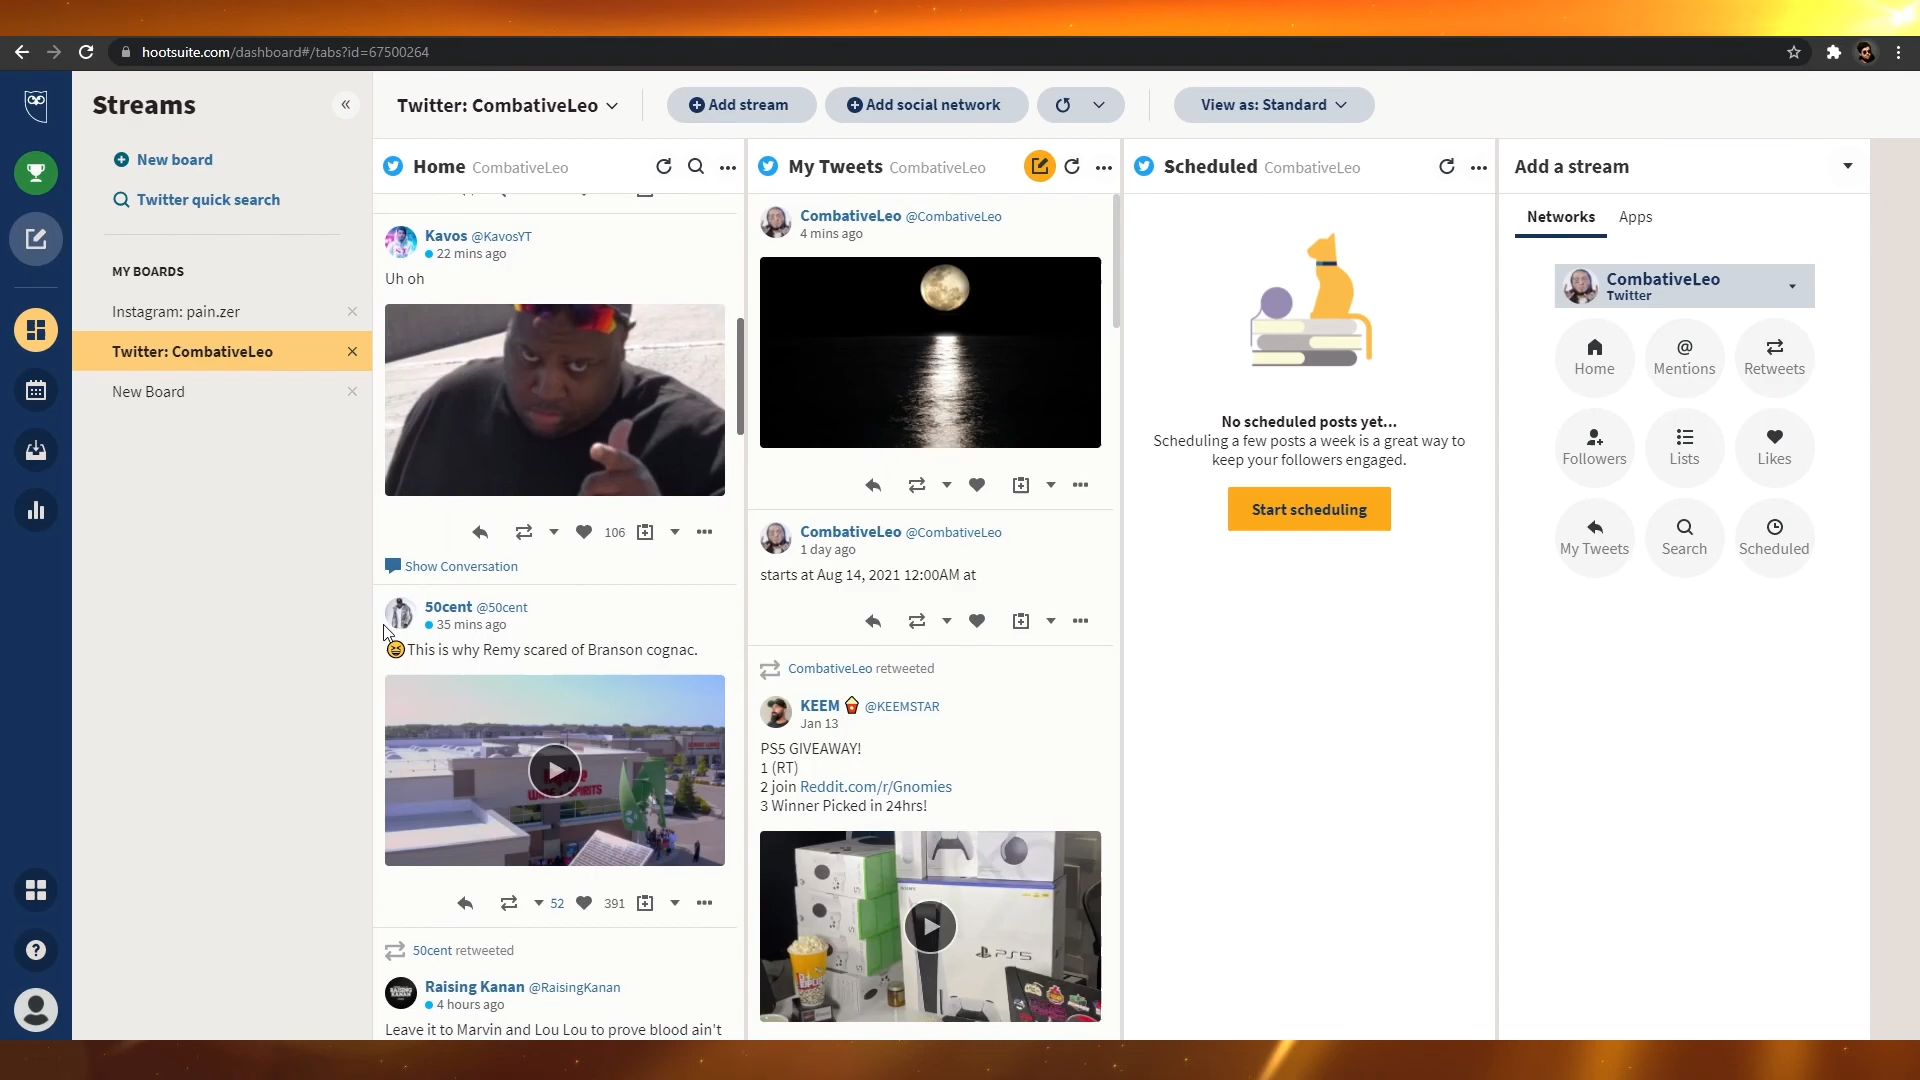 hootsuite.com/dashboard#/tabs?id=67500264
Streams
«
New board
Twitter quick search
MY BOARDS
Instagram: pain.zer
Twitter: CombativeLeo
New Board
Twitter: CombativeLeo
Add stream
Add social network
View as: Standard
Home CombativeLeo
Kavos @KavosYT
22 mins ago
Uh oh
106
Show Conversation
50cent @50cent
35 mins ago
😆This is why Remy scared of Branson cognac.
52
391
50cent retweeted
Raising Kanan @RaisingKanan
4 hours ago
Leave it to Marvin and Lou Lou to prove blood ain't
My Tweets CombativeLeo
CombativeLeo @CombativeLeo
4 mins ago
CombativeLeo @CombativeLeo
1 day ago
starts at Aug 14, 2021 12:00AM at
CombativeLeo retweeted
KEEM🍿 @KEEMSTAR
Jan 13
PS5 GIVEAWAY!
1 (RT)
2 join Reddit.com/r/Gnomies
3 Winner Picked in 24hrs!
PS5
Scheduled CombativeLeo
No scheduled posts yet...
Scheduling a few posts a week is a great way to
keep your followers engaged.
Start scheduling
Add a stream
Networks
Apps
CombativeLeo
Twitter
Home
Mentions
Retweets
Followers
Lists
Likes
My Tweets
Search
Scheduled